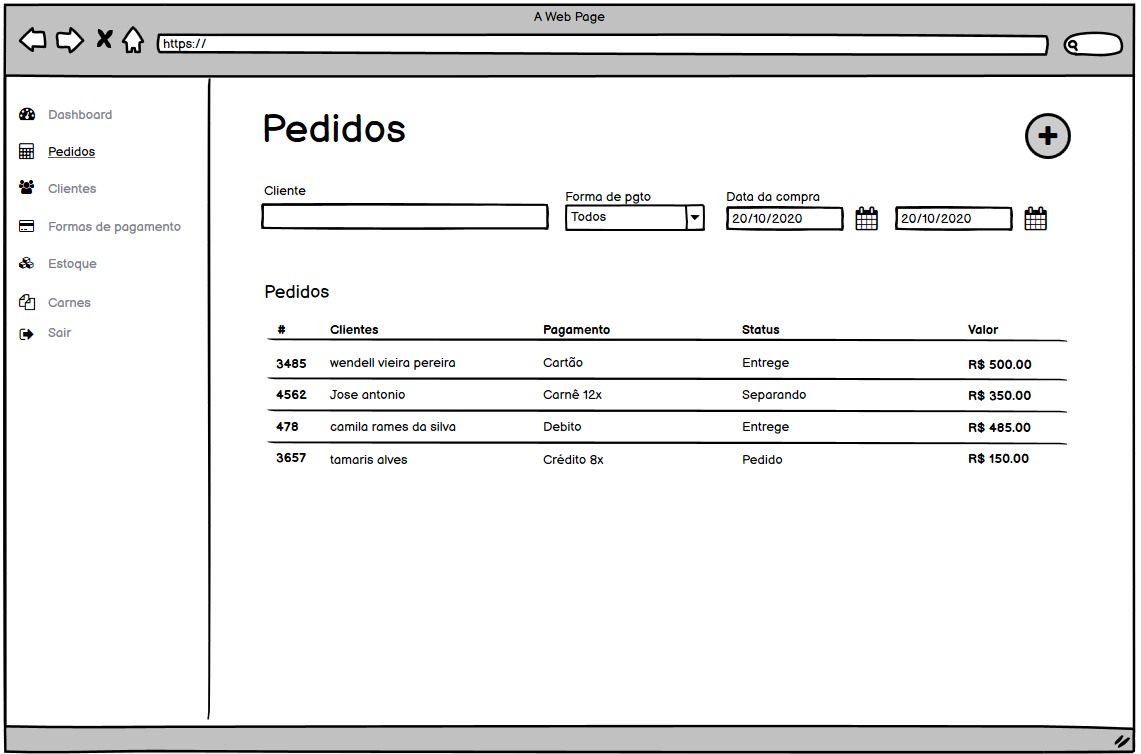 A Web Page
https://
Dashboard
Pedidos
Clientes
Formas de pagamento
Estoque
Carnes
Sair
Pedidos
Cliente
Forma de pgto
Todos
Data da compra
20/10/2020
20/10/2020
Pedidos
# Clientes Pagamento Status Valor
3485 wendell vieira pereira Cartão Entrege R$ 500.00
4562 Jose antonio Carnê 12x Separando R$ 350.00
478 camila rames da silva Debito Entrege R$ 485.00
3657 tamaris alves Crédito 8x Pedido R$ 150.00